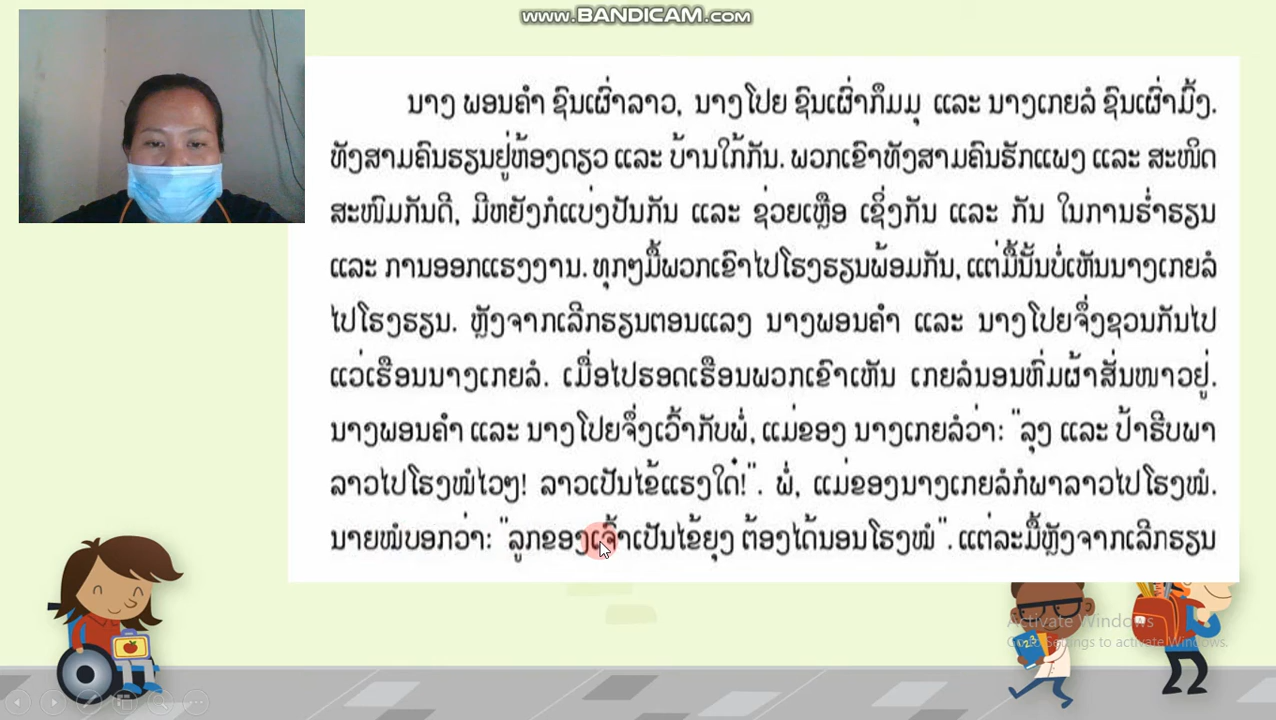 www.BANDICAM.com
ນາງ ພອນຄຳ ຊົນເຜົ່າລາວ, ນາງໂປຍ ຊົນເຜົ່າກຶມມຸ ແລະ ນາງເກຍລໍ ຊົນເຜົ່າມົ້ງ.
ທັງສາມຄົນຮຽນຢູ່ຫ້ອງດຽວ ແລະ ບ້ານໃກ້ກັນ. ພວກເຂົາທັງສາມຄົນຮັກແພງ ແລະ ສະໜິດ
ສະໜົມກັນດີ, ມີຫຍັງກໍແບ່ງປັນກັນ ແລະ ຊ່ວຍເຫຼືອ ເຊິ່ງກັນ ແລະ ກັນ ໃນການຮ່ຳຮຽນ
ແລະ ການອອກແຮງງານ. ທຸກໆມື້ພວກເຂົາໄປໂຮງຮຽນພ້ອມກັນ, ແຕ່ມື້ນັ້ນບໍ່ເຫັນນາງເກຍລໍ
ໄປໂຮງຮຽນ. ຫຼັງຈາກເລີກຮຽນຕອນແລງ ນາງພອນຄຳ ແລະ ນາງໂປຍຈຶ່ງຊວນກັນໄປ
ແວ່ເຮືອນນາງເກຍລໍ. ເມື່ອໄປຮອດເຮືອນພວກເຂົາເຫັນ ເກຍລໍນອນຫົ່ມຜ້າສັ່ນໜາວຢູ່.
ນາງພອນຄຳ ແລະ ນາງໂປຍຈຶ່ງເວົ້າກັບພໍ່, ແມ່ຂອງ ນາງເກຍລໍວ່າ: "ລຸງ ແລະ ປ້າຮີບພາ
ລາວໄປໂຮງໝໍໄວໆ! ລາວເປັນໄຂ້ແຮງໃດ໋!". ພໍ່, ແມ່ຂອງນາງເກຍລໍກໍພາລາວໄປໂຮງໝໍ.
ນາຍໝໍບອກວ່າ: "ລູກຂອງເຈົ້າເປັນໄຂ້ຍຸງ ຕ້ອງໄດ້ນອນໂຮງໝໍ". ແຕ່ລະມື້ຫຼັງຈາກເລີກຮຽນ
Activate Windows
Go to Settings to activate Windows.